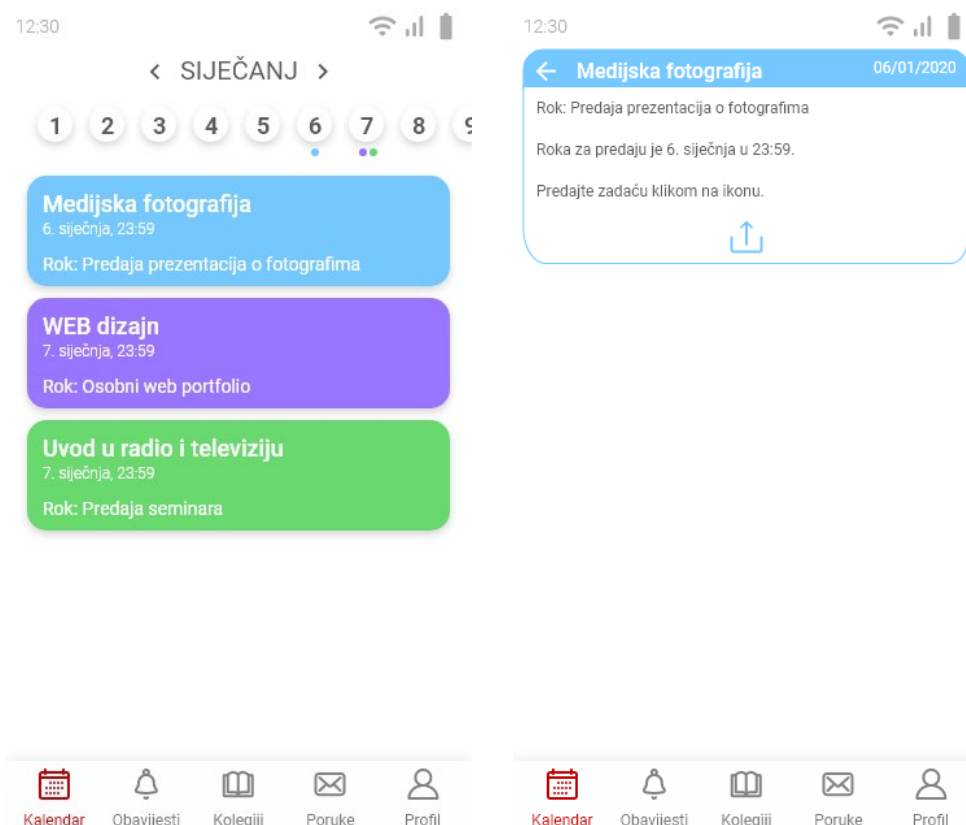 12:30
< SIJEČANJ >
1 2 3 4 5 6 7 8 9
Medijska fotografija
6. siječnja, 23:59
Rok: Predaja prezentacija o fotografima
WEB dizajn
7. siječnja, 23:59
Rok: Osobni web portfolio
Uvod u radio i televiziju
7. siječnja, 23:59
Rok: Predaja seminara
Kalendar Obavijesti Kolegiji Poruke Profil
12:30
Medijska fotografija 06/01/2020
Rok: Predaja prezentacija o fotografima
Roka za predaju je 6. siječnja u 23:59.
Predajte zadaću klikom na ikonu.
Kalendar Obavijesti Kolegiji Poruke Profil